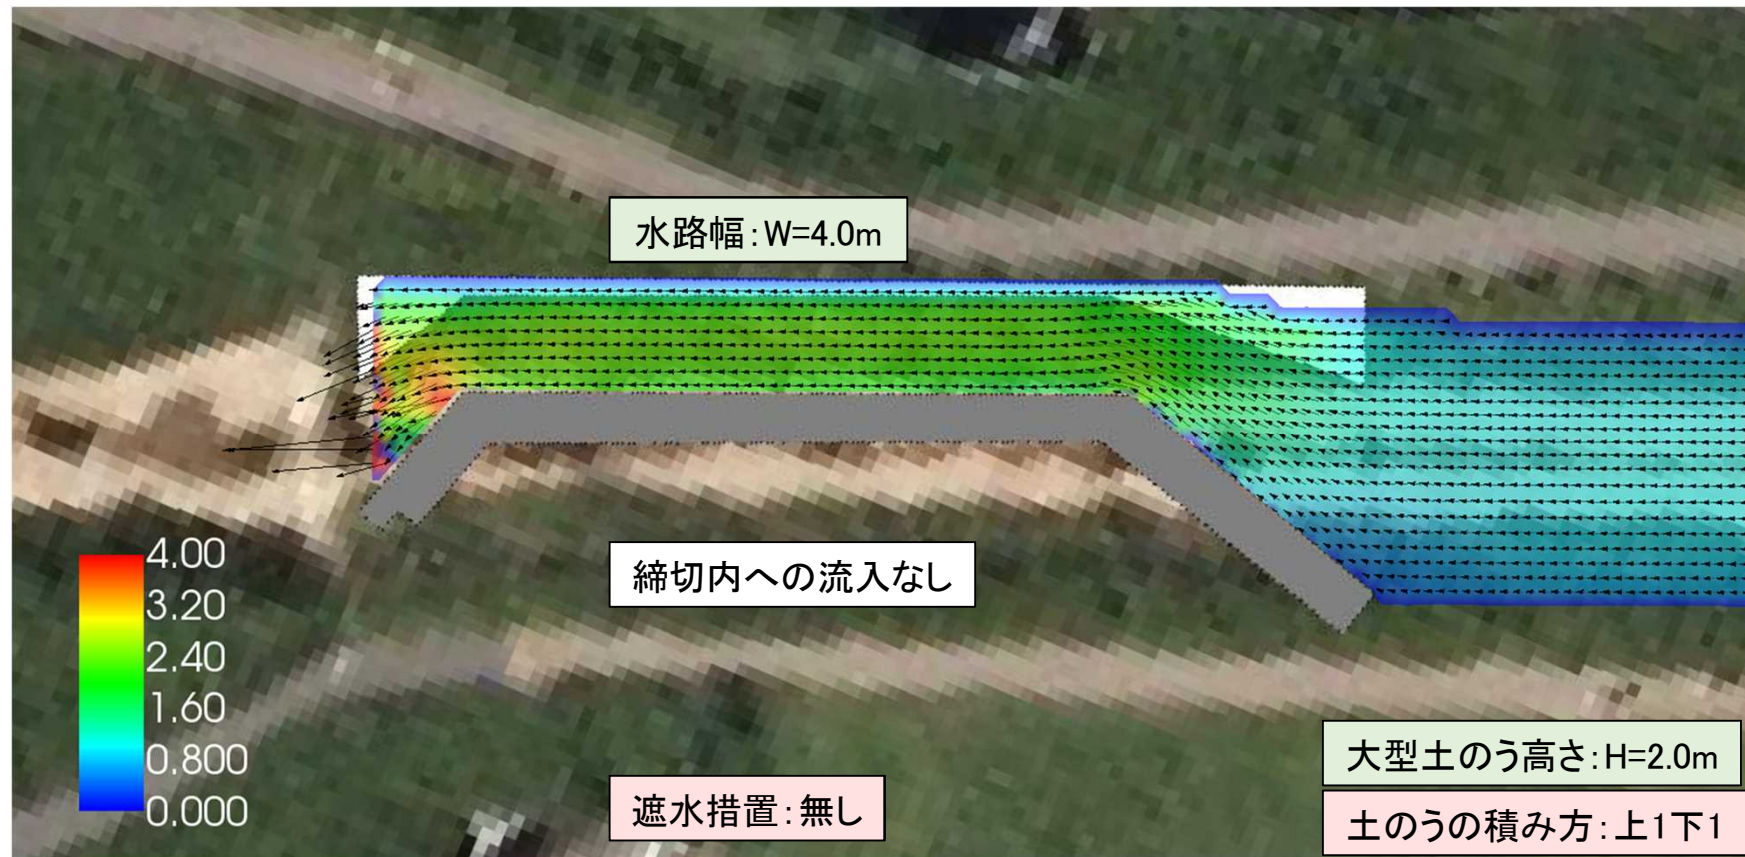 水路幅:W=4.0m
締切内への流入なし
4.00
3.20
2.40
1.60
0.800
0.000
遮水措置:無し
大型土のう高さ:H=2.0m
土のうの積み方:上1下1